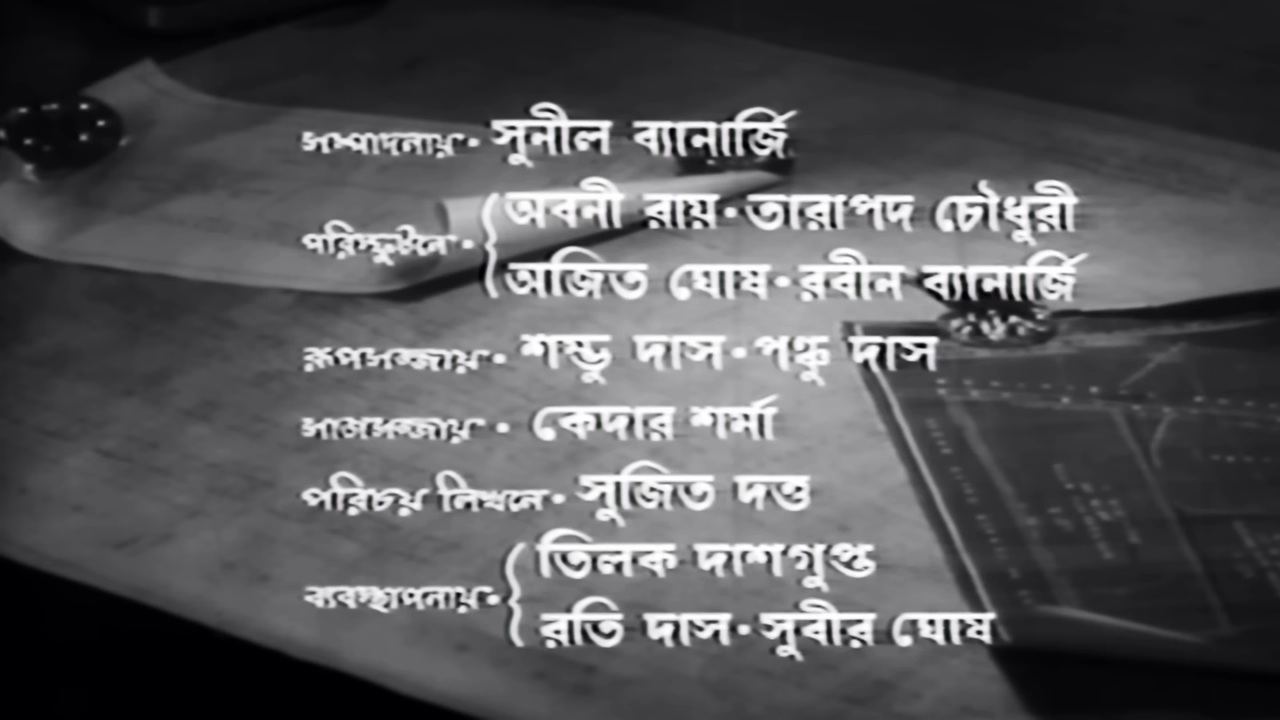 সম্পাদনায় • সুনীল ব্যানার্জি
পরিস্ফুটনে • অবনী রায় • তারাপদ চৌধুরী
অজিত ঘোষ • রবীন ব্যানার্জি
রূপসজ্জায় • শম্ভু দাস • পঞ্চু দাস
সাজসজ্জায় • কেদার শর্মা
পরিচয় লিখনে • সুজিত দত্ত
ব্যবস্থাপনায় • তিলক দাশগুপ্ত
রতি দাস • সুবীর ঘোষ